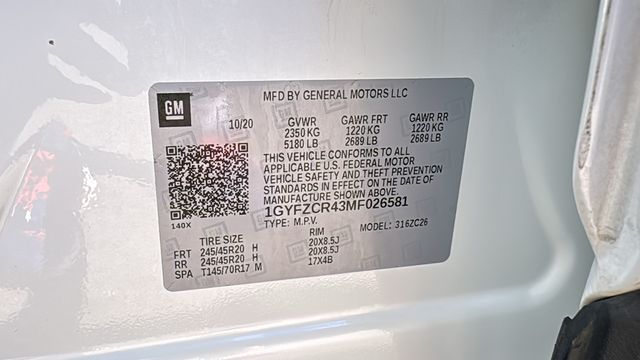 MFD BY GENERAL MOTORS LLC
GM
10/20 GVWR GAWR FRT GAWR RR
2350 KG 1220 KG 1220 KG
5180 LB 2689 LB 2689 LB
THIS VEHICLE CONFORMS TO ALL
APPLICABLE U.S. FEDERAL MOTOR
VEHICLE SAFETY AND THEFT PREVENTION
STANDARDS IN EFFECT ON THE DATE OF
MANUFACTURE SHOWN ABOVE.
1GYFZCR43MF026581
140X TYPE: M.P.V. MODEL: 316ZC26
TIRE SIZE RIM
FRT 245/45R20 H 20X8.5J
RR 245/45R20 H 20X8.5J
SPA T145/70R17 M 17X4B